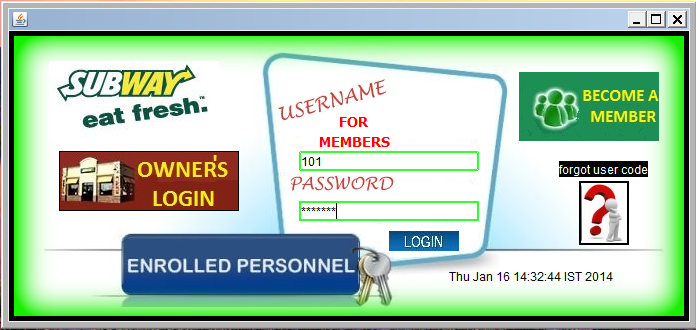 SUBWAY™
eat fresh.
OWNER'S
LOGIN
ENROLLED PERSONNEL
USERNAME
FOR
MEMBERS
101
PASSWORD
*******
LOGIN
BECOME A
MEMBER
forgot user code
?
Thu Jan 16 14:32:44 IST 2014